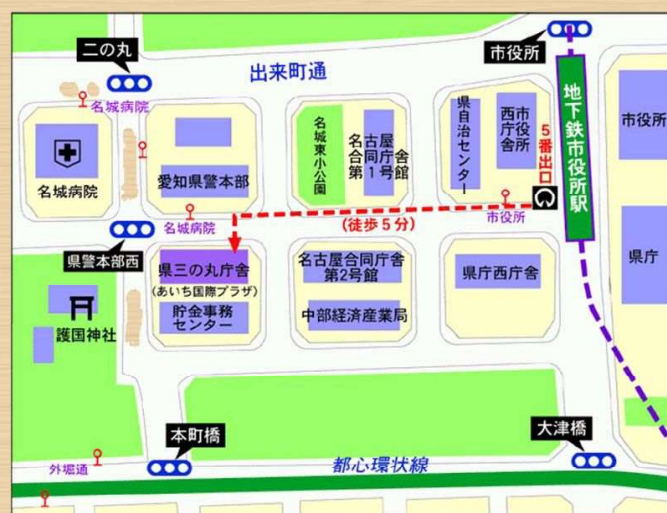 二の丸
市役所
出来町通
名城病院
名城病院
愛知県警本部
名城東小公園
名古屋
合同庁舎
第1号館
県自治センター
市役所
西庁舎
5番出口
地下鉄市役所駅
市役所
名城病院
市役所
(徒歩5分)
県警本部西
県三の丸庁舎
(あいち国際プラザ)
貯金事務
センター
名古屋合同庁舎
第2号館
中部経済産業局
県庁西庁舎
県庁
護国神社
本町橋
大津橋
外堀通
都心環状線